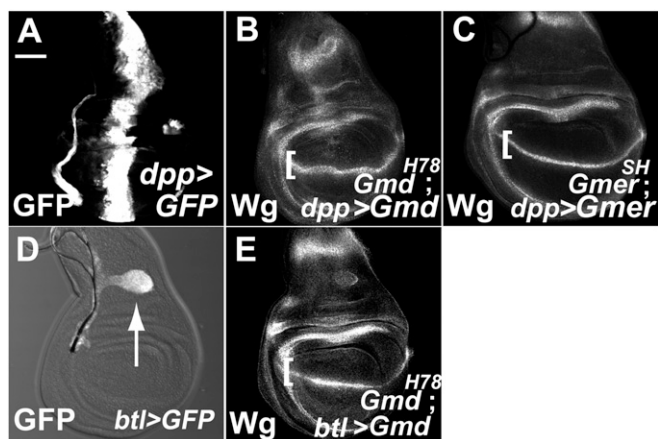 A
dpp>
GFP
GFP
B
H78
Gmd ;
Wg dpp>Gmd
C
SH
Gmer ;
Wg dpp>Gmer
D
GFP btl>GFP
E
H78
Gmd ;
Wg btl>Gmd